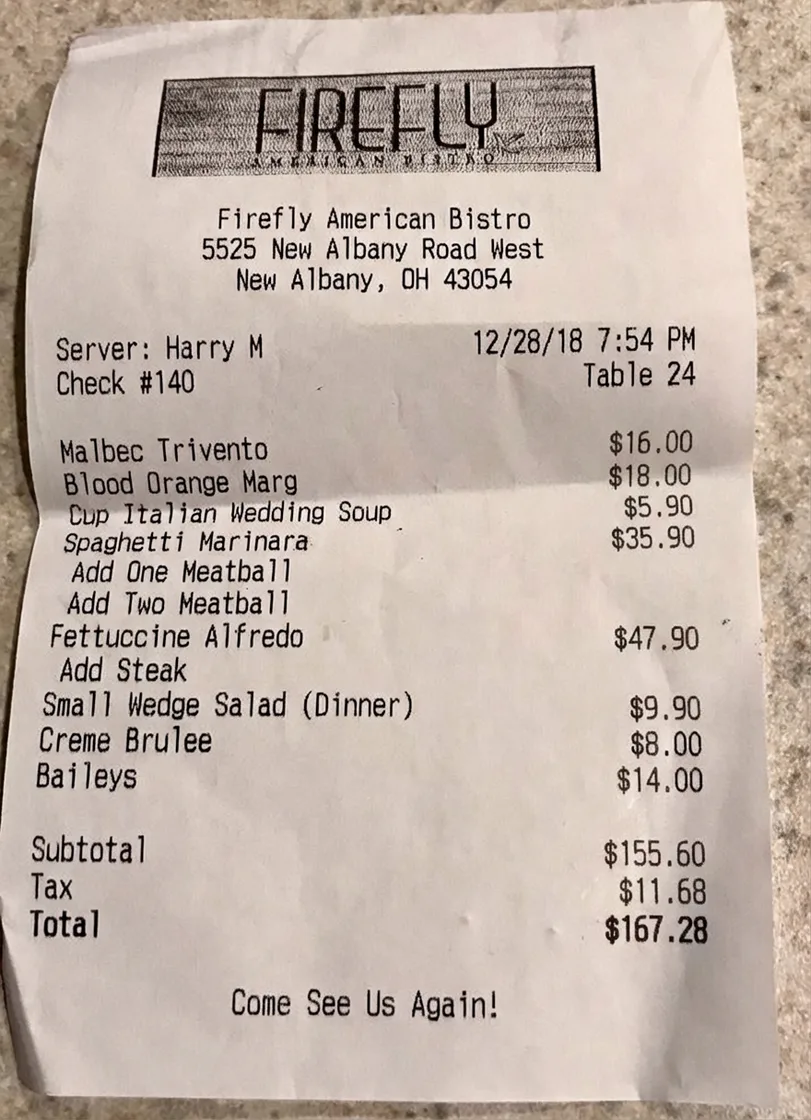 FIREFLY
AMERICAN BISTRO
Firefly American Bistro
5525 New Albany Road West
New Albany, OH 43054
Server: Harry M 12/28/18 7:54 PM
Check #140 Table 24
Malbec Trivento $16.00
Blood Orange Marg $18.00
Cup Italian Wedding Soup $5.90
Spaghetti Marinara $35.90
Add One Meatball
Add Two Meatball
Fettuccine Alfredo $47.90
Add Steak
Small Wedge Salad (Dinner) $9.90
Creme Brulee $8.00
Baileys $14.00
Subtotal $155.60
Tax $11.68
Total $167.28
Come See Us Again!